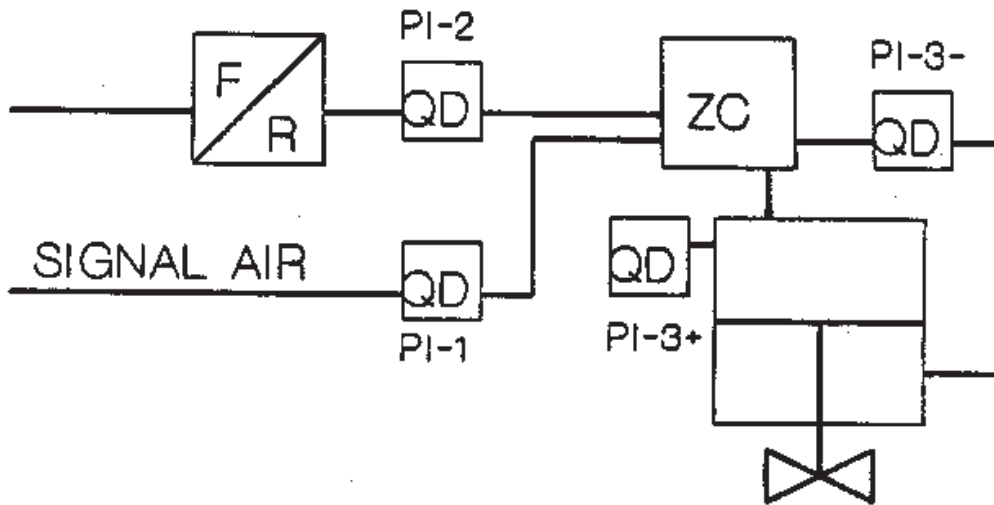 PI-2
PI-3-
F
R
QD
ZC
QD
SIGNAL AIR
QD
QD
PI-1
PI-3+